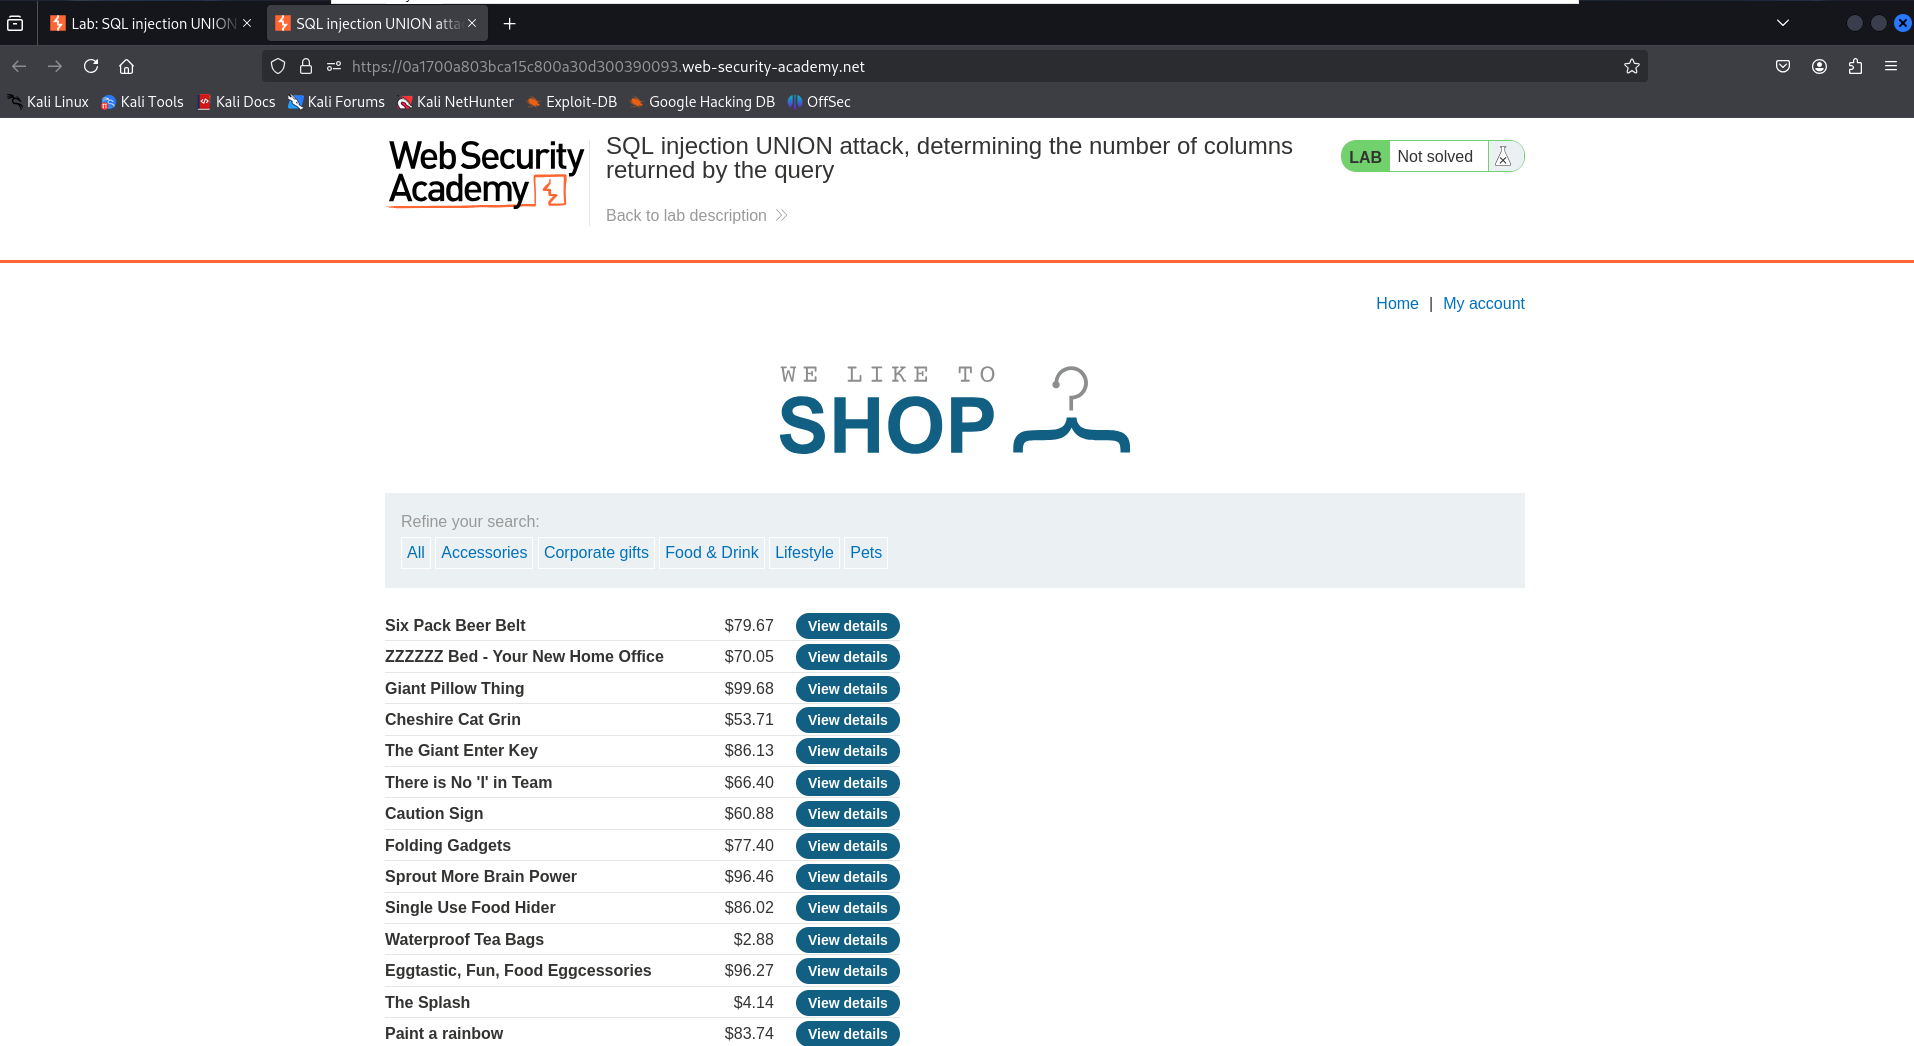 Lab: SQL injection UNION
SQL injection UNION atta
https://0a1700a803bca15c800a30d300390093.web-security-academy.net
Kali Linux Kali Tools Kali Docs Kali Forums Kali NetHunter Exploit-DB Google Hacking DB OffSec
WebSecurity
Academy
SQL injection UNION attack, determining the number of columns
returned by the query
Back to lab description
LAB Not solved
Home | My account
WE LIKE TO
SHOP
Refine your search:
All Accessories Corporate gifts Food & Drink Lifestyle Pets
Six Pack Beer Belt $79.67 View details
ZZZZZZ Bed - Your New Home Office $70.05 View details
Giant Pillow Thing $99.68 View details
Cheshire Cat Grin $53.71 View details
The Giant Enter Key $86.13 View details
There is No 'I' in Team $66.40 View details
Caution Sign $60.88 View details
Folding Gadgets $77.40 View details
Sprout More Brain Power $96.46 View details
Single Use Food Hider $86.02 View details
Waterproof Tea Bags $2.88 View details
Eggtastic, Fun, Food Eggcessories $96.27 View details
The Splash $4.14 View details
Paint a rainbow $83.74 View details